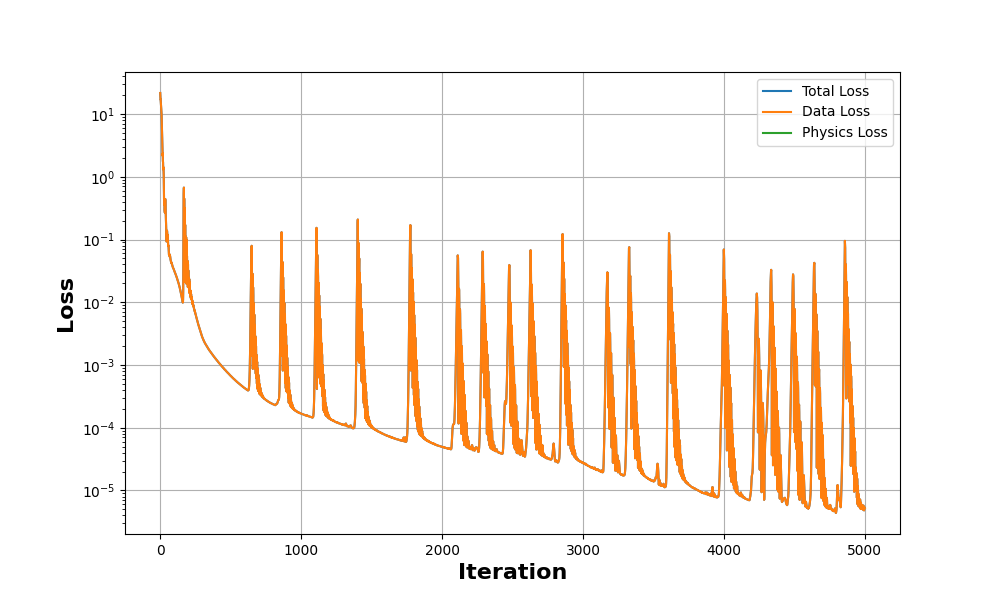 Total Loss
Data Loss
Physics Loss
Loss
10¹
10⁰
10⁻¹
10⁻²
10⁻³
10⁻⁴
10⁻⁵
0 1000 2000 3000 4000 5000
Iteration